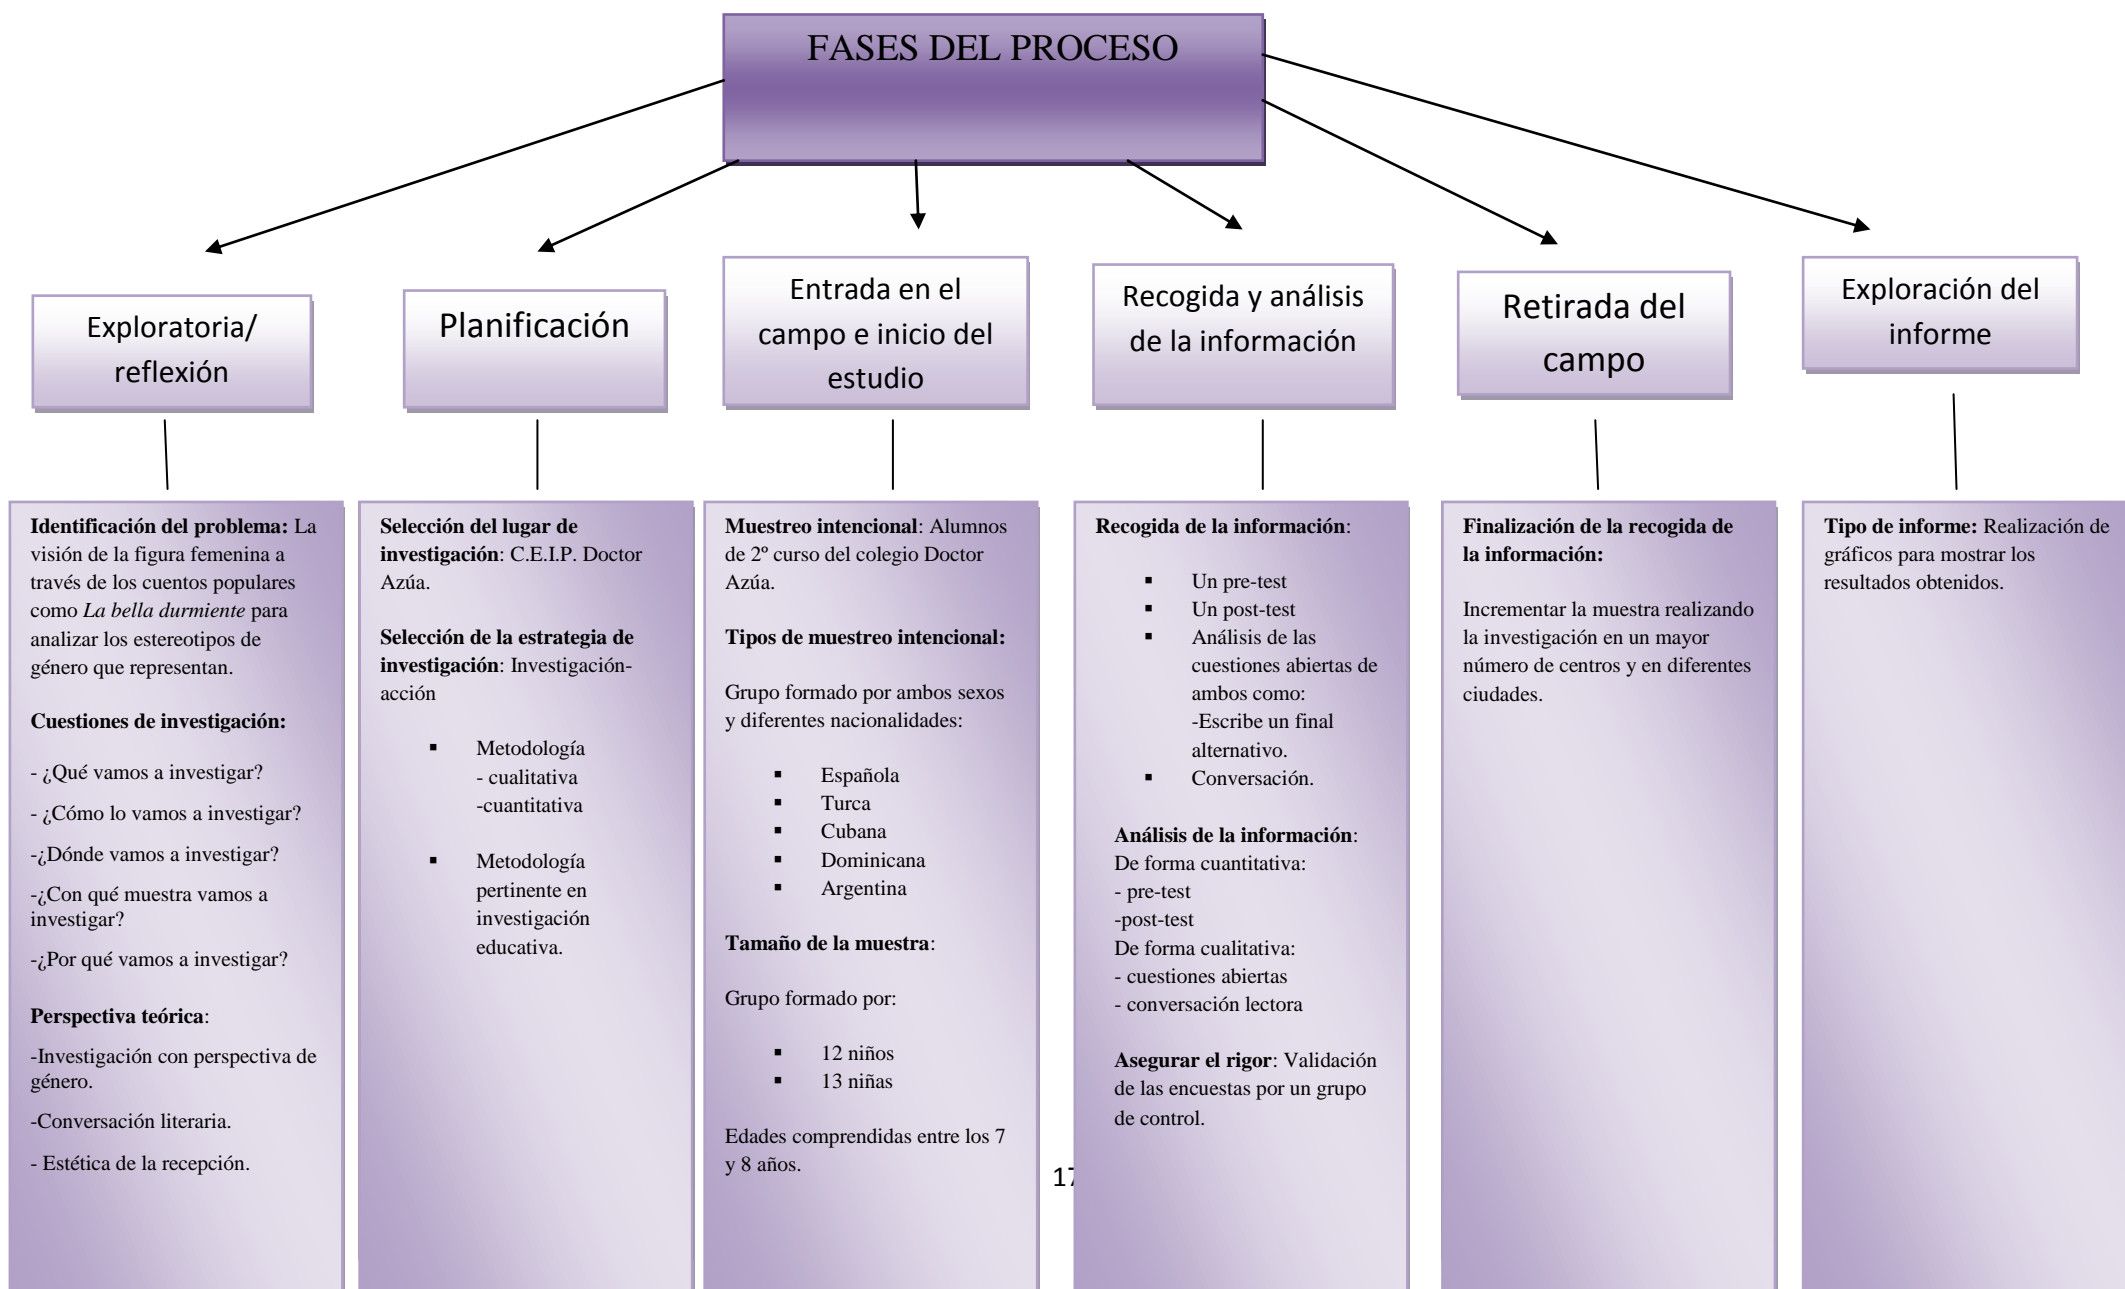 FASES DEL PROCESO
Exploratoria/
reflexión
Planificación
Entrada en el
campo e inicio del
estudio
Recogida y análisis
de la información
Retirada del
campo
Exploración del
informe
Identificación del problema: La
visión de la figura femenina a
través de los cuentos populares
como La bella durmiente para
analizar los estereotipos de
género que representan.
Cuestiones de investigación:
- ¿Qué vamos a investigar?
- ¿Cómo lo vamos a investigar?
-¿Dónde vamos a investigar?
-¿Con qué muestra vamos a
investigar?
-¿Por qué vamos a investigar?
Perspectiva teórica:
-Investigación con perspectiva de
género.
-Conversación literaria.
- Estética de la recepción.
Selección del lugar de
investigación: C.E.I.P. Doctor
Azúa.
Selección de la estrategia de
investigación: Investigación-
acción
▪ Metodología
- cualitativa
-cuantitativa
▪ Metodología
pertinente en
investigación
educativa.
Muestreo intencional: Alumnos
de 2º curso del colegio Doctor
Azúa.
Tipos de muestreo intencional:
Grupo formado por ambos sexos
y diferentes nacionalidades:
▪ Española
▪ Turca
▪ Cubana
▪ Dominicana
▪ Argentina
Tamaño de la muestra:
Grupo formado por:
▪ 12 niños
▪ 13 niñas
Edades comprendidas entre los 7
y 8 años.
Recogida de la información:
▪ Un pre-test
▪ Un post-test
▪ Análisis de las
cuestiones abiertas de
ambos como:
-Escribe un final
alternativo.
▪ Conversación.
Análisis de la información:
De forma cuantitativa:
- pre-test
-post-test
De forma cualitativa:
- cuestiones abiertas
- conversación lectora
Asegurar el rigor: Validación
de las encuestas por un grupo
de control.
Finalización de la recogida de
la información:
Incrementar la muestra realizando
la investigación en un mayor
número de centros y en diferentes
ciudades.
Tipo de informe: Realización de
gráficos para mostrar los
resultados obtenidos.
17